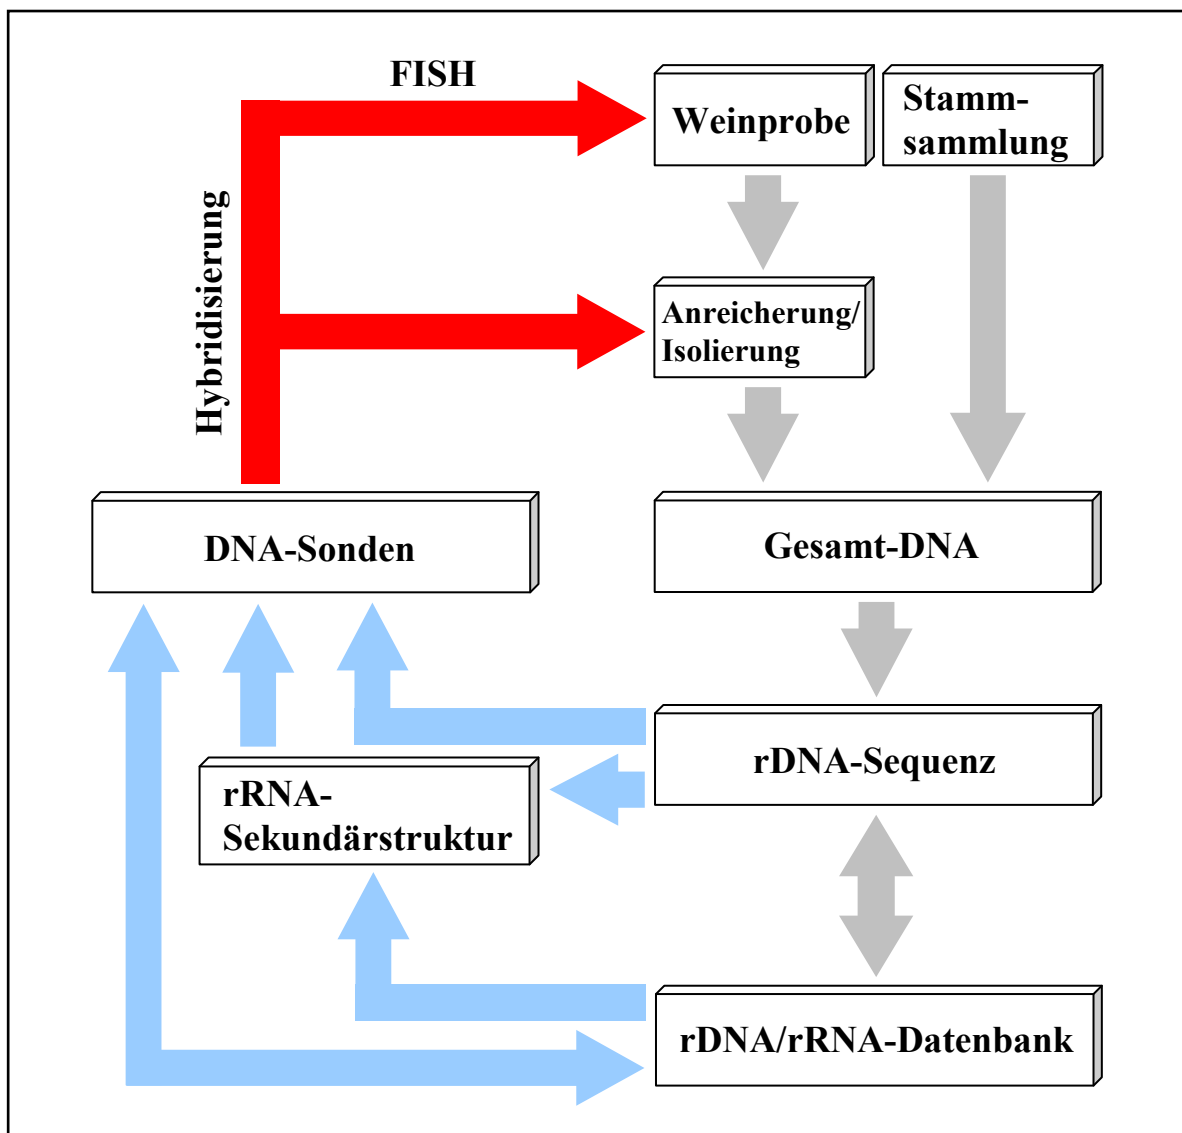 FISH
Weinprobe
Stamm-
sammlung
Hybridisierung
Anreicherung/
Isolierung
DNA-Sonden
Gesamt-DNA
rDNA-Sequenz
rRNA-
Sekundärstruktur
rDNA/rRNA-Datenbank